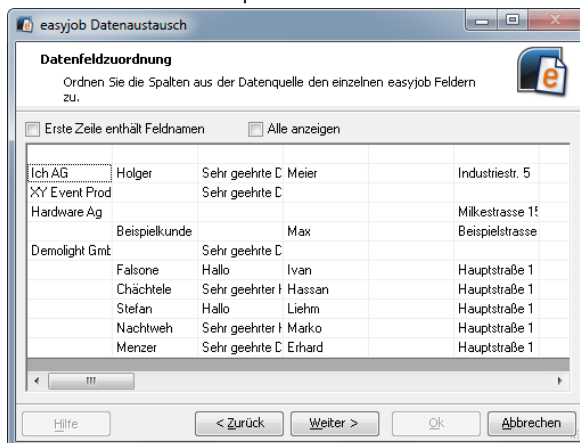 easyjob Datenaustausch
Datenfeldzuordnung
Ordnen Sie die Spalten aus der Datenquelle den einzelnen easyjob Feldern
zu.
Erste Zeile enthält Feldnamen Alle anzeigen
Ich AG Holger Sehr geehrte D Meier Industriestr. 5
XY Event Prod Sehr geehrte D
Hardware Ag Milkestrasse 15
Beispielkunde Max Beispielstrasse
Demolight Gmb Sehr geehrte D
Falsone Hallo Ivan Hauptstraße 1
Chächtele Sehr geehrter H Hassan Hauptstraße 1
Stefan Hallo Liehm Hauptstraße 1
Nachtweh Sehr geehrter H Marko Hauptstraße 1
Menzer Sehr geehrte D Erhard Hauptstraße 1
Hilfe < Zurück Weiter > Ok Abbrechen